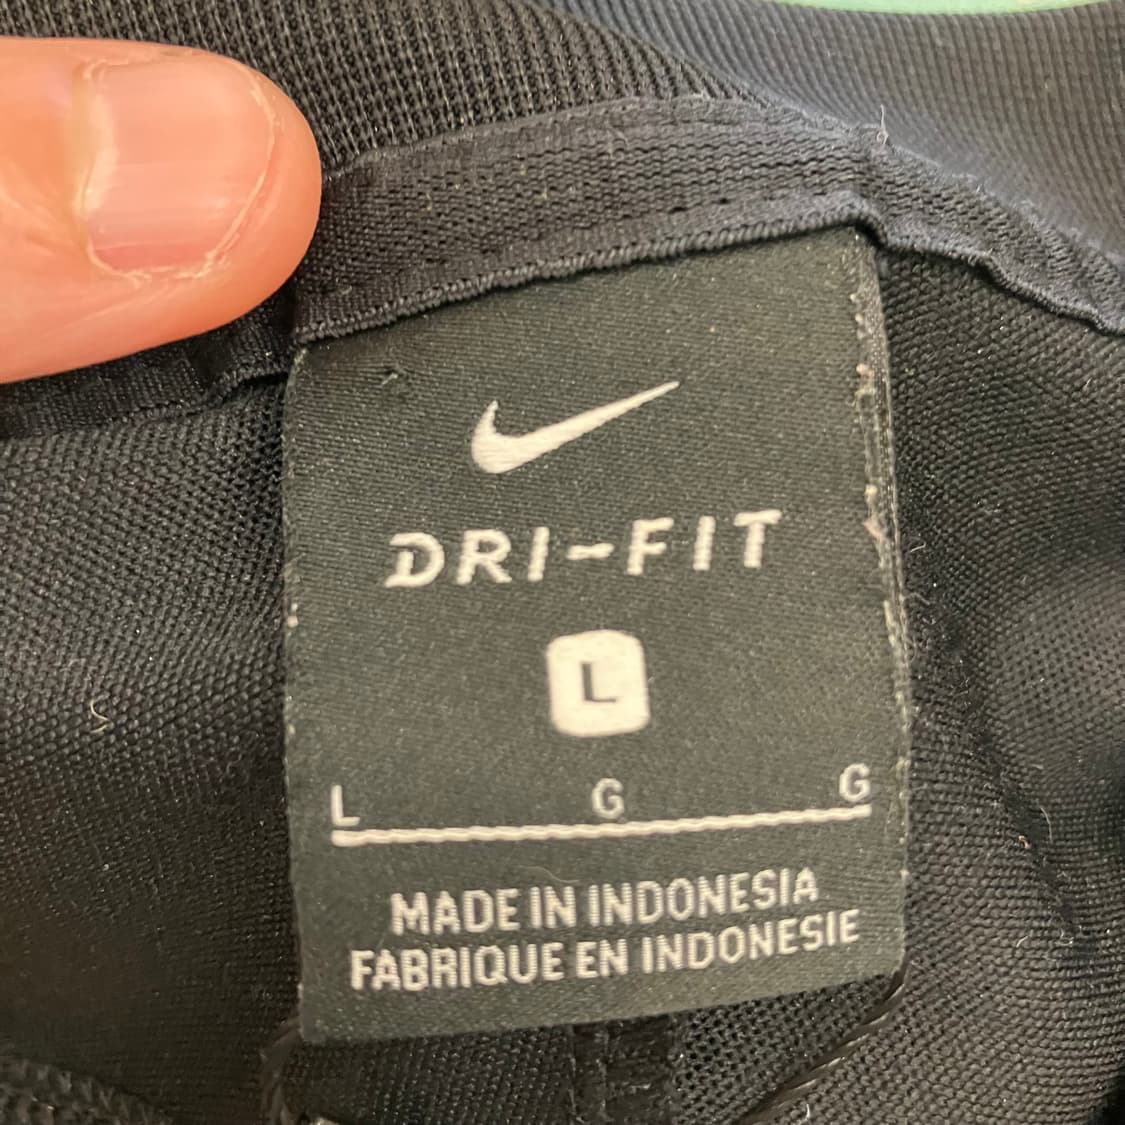 DRI-FIT
L
L G G
MADE IN INDONESIA
FABRIQUE EN INDONESIE